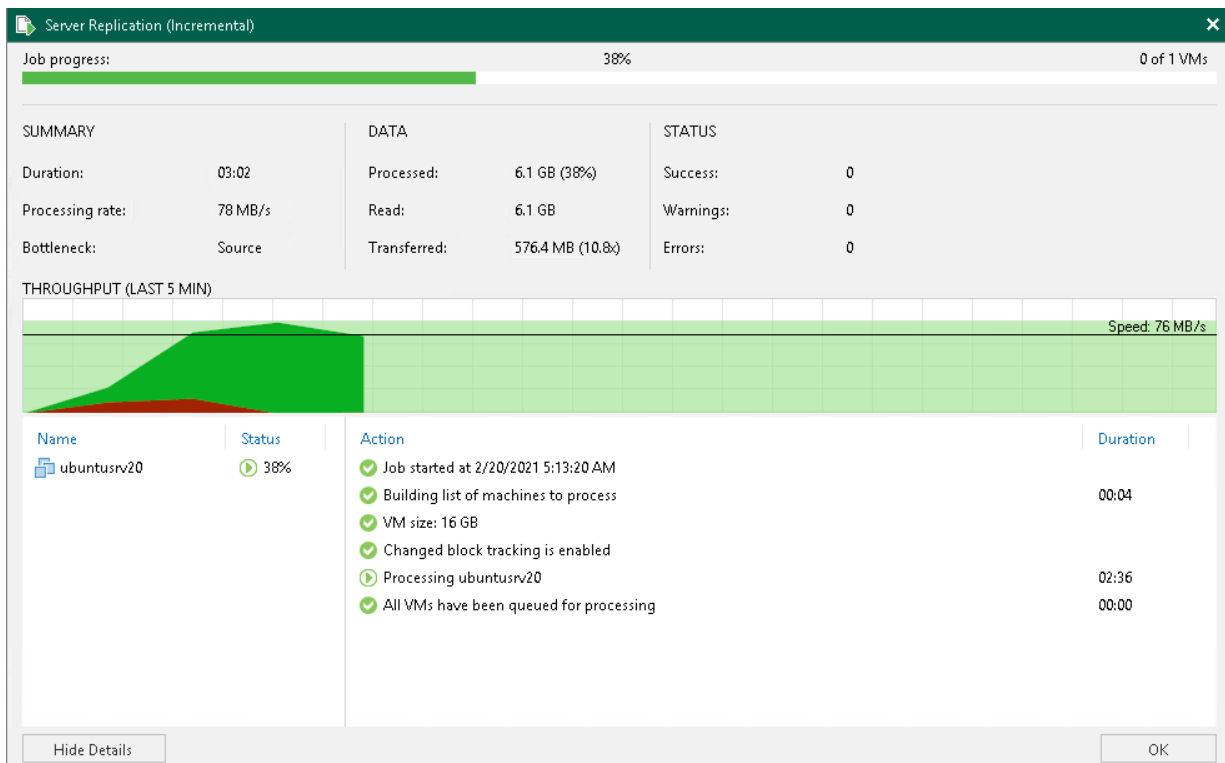 Server Replication (Incremental)
Job progress: 38% 0 of 1 VMs
SUMMARY DATA STATUS
Duration: 03:02 Processed: 6.1 GB (38%) Success: 0
Processing rate: 78 MB/s Read: 6.1 GB Warnings: 0
Bottleneck: Source Transferred: 576.4 MB (10.8x) Errors: 0
THROUGHPUT (LAST 5 MIN)
Speed: 76 MB/s
Name Status Action Duration
ubuntusrv20 38% Job started at 2/20/2021 5:13:20 AM
Building list of machines to process 00:04
VM size: 16 GB
Changed block tracking is enabled
Processing ubuntusrv20 02:36
All VMs have been queued for processing 00:00
Hide Details OK